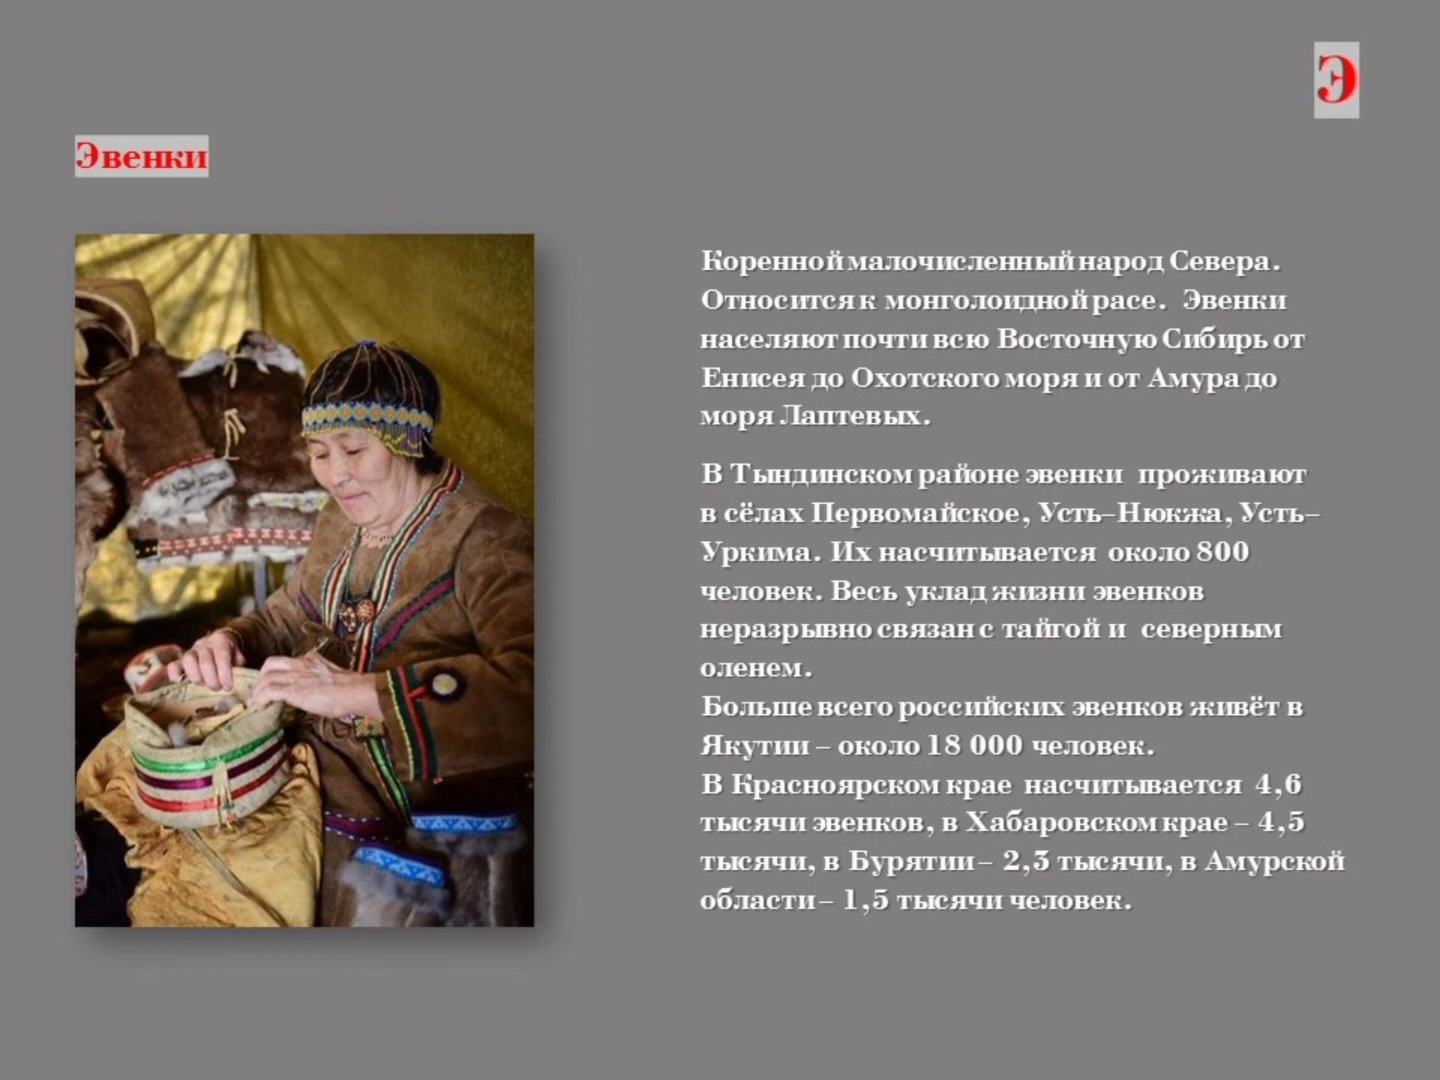 Э
Эвенки
Коренной малочисленный народ Севера.
Относится к монголоидной расе. Эвенки
населяют почти всю Восточную Сибирь от
Енисея до Охотского моря и от Амура до
моря Лаптевых.
В Тындинском районе эвенки проживают
в сёлах Первомайское, Усть–Нюкжа, Усть–
Уркима. Их насчитывается около 800
человек. Весь уклад жизни эвенков
неразрывно связан с тайгой и северным
оленем.
Больше всего российских эвенков живёт в
Якутии – около 18 000 человек.
В Красноярском крае насчитывается 4,6
тысячи эвенков, в Хабаровском крае – 4,5
тысячи, в Бурятии – 2,3 тысячи, в Амурской
области – 1,5 тысячи человек.